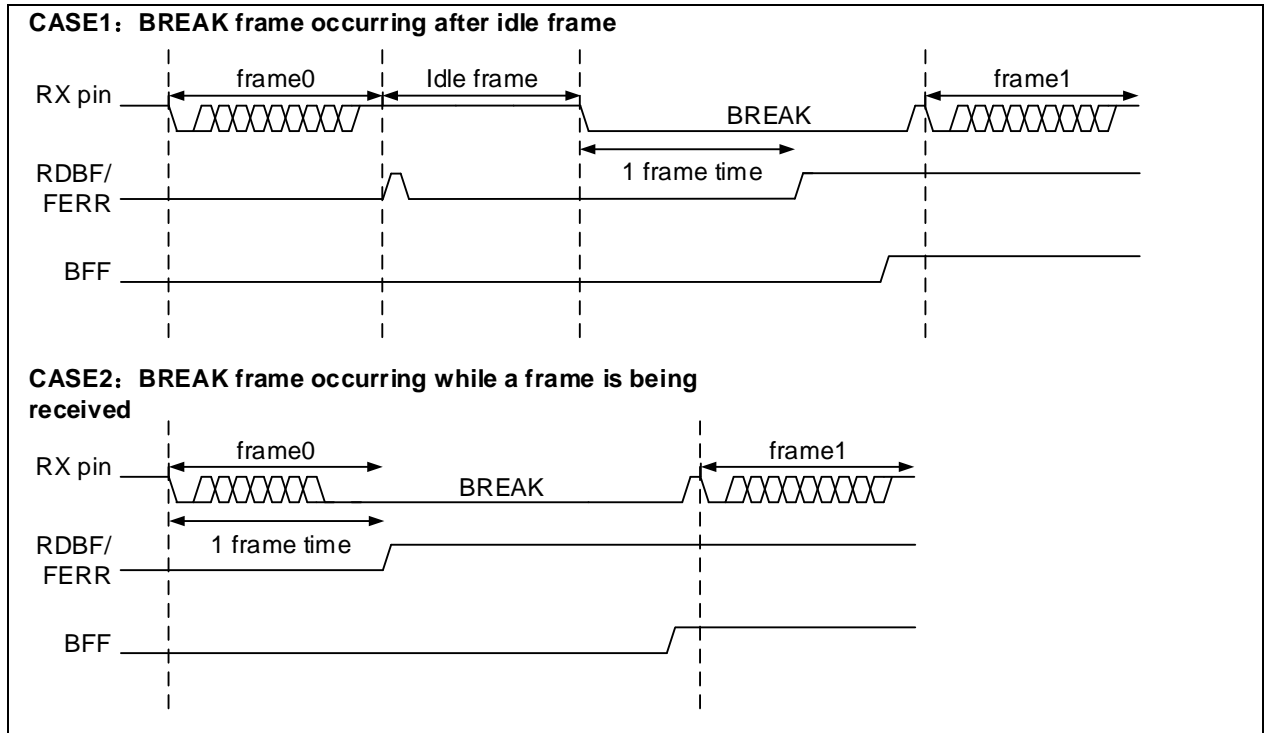 CASE1：BREAK frame occurring after idle frame
frame0
Idle frame
frame1
RX pin
BREAK
1 frame time
RDBF/
FERR
BFF
CASE2：BREAK frame occurring while a frame is being
received
frame0
frame1
RX pin
BREAK
1 frame time
RDBF/
FERR
BFF